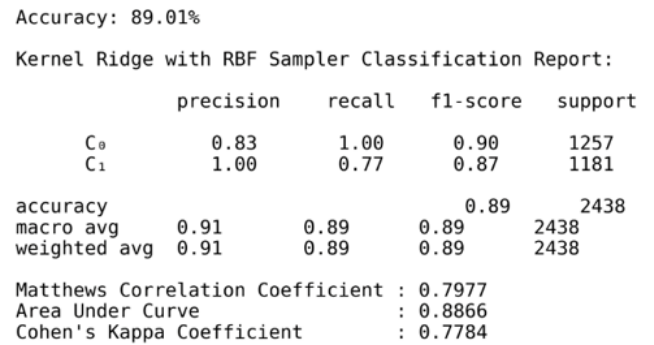 Accuracy: 89.01%
Kernel Ridge with RBF Sampler Classification Report:
precision recall f1-score support
C₀ 0.83 1.00 0.90 1257
C₁ 1.00 0.77 0.87 1181
accuracy 0.89 2438
macro avg 0.91 0.89 0.89 2438
weighted avg 0.91 0.89 0.89 2438
Matthews Correlation Coefficient : 0.7977
Area Under Curve : 0.8866
Cohen's Kappa Coefficient : 0.7784